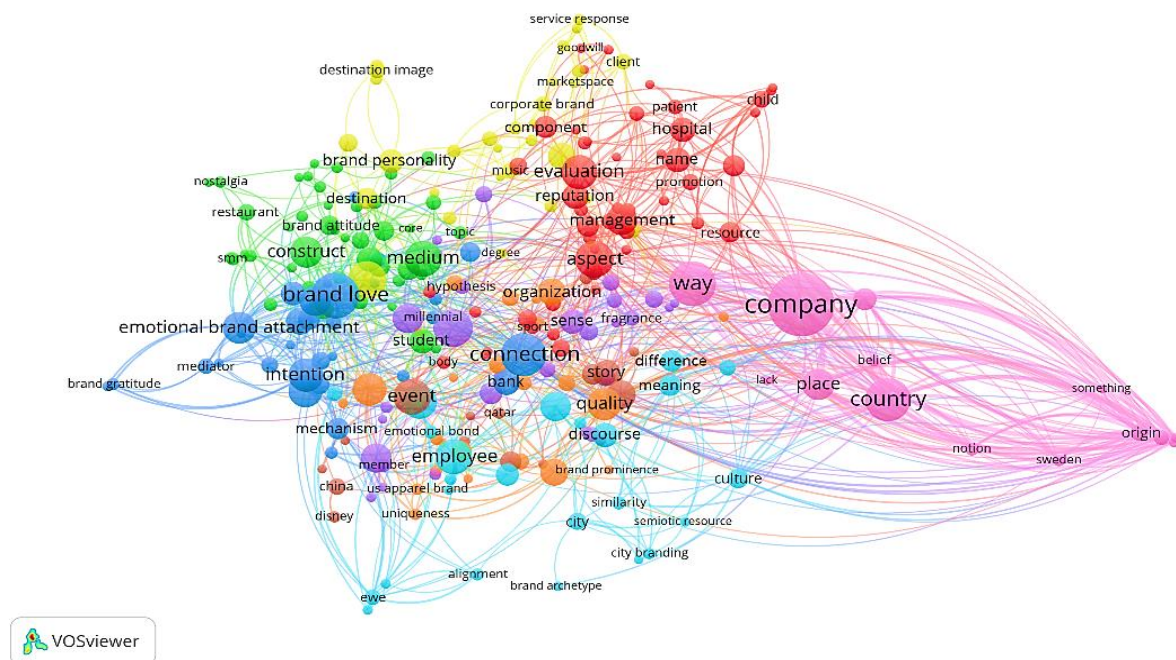 service response
goodwill
client
destination image
marketspace
corporate brand
child
patient
component
hospital
brand personality
name
music
evaluation
nostalgia
promotion
destination
reputation
restaurant
management
brand attitude
core
topic
resource
construct
degree
smm
medium
aspect
hypothesis
way
brand love
organization
company
emotional brand attachment
millennial
sense
fragrance
sport
student
connection
body
difference
belief
mediator
intention
story
lack
brand gratitude
bank
meaning
place
something
event
quality
country
qatar
mechanism
emotional bond
discourse
origin
employee
notion
member
brand prominence
sweden
culture
china
us apparel brand
similarity
disney
uniqueness
city
semiotic resource
city branding
alignment
brand archetype
ewe
VOSviewer